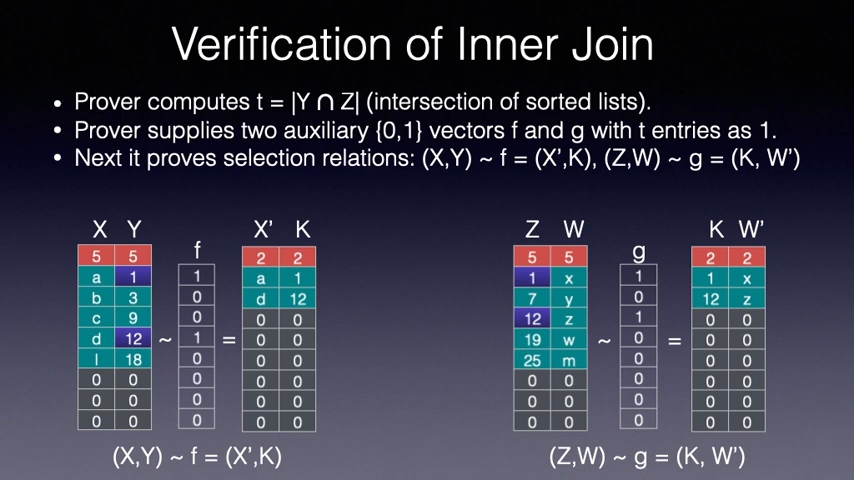 Verification of Inner Join
• Prover computes t = |Y ∩ Z| (intersection of sorted lists).
• Prover supplies two auxiliary {0,1} vectors f and g with t entries as 1.
• Next it proves selection relations: (X,Y) ~ f = (X',K), (Z,W) ~ g = (K, W')
X Y
5 5
a 1
b 3
c 9
d 12
l 18
0 0
0 0
0 0
~
f
1
0
0
1
0
0
0
0
=
X' K
2 2
a 1
d 12
0 0
0 0
0 0
0 0
0 0
0 0
(X,Y) ~ f = (X',K)
Z W
5 5
1 x
7 y
12 z
19 w
25 m
0 0
0 0
0 0
~
g
1
0
1
0
0
0
0
0
=
K W'
2 2
1 x
12 z
0 0
0 0
0 0
0 0
0 0
0 0
(Z,W) ~ g = (K, W')